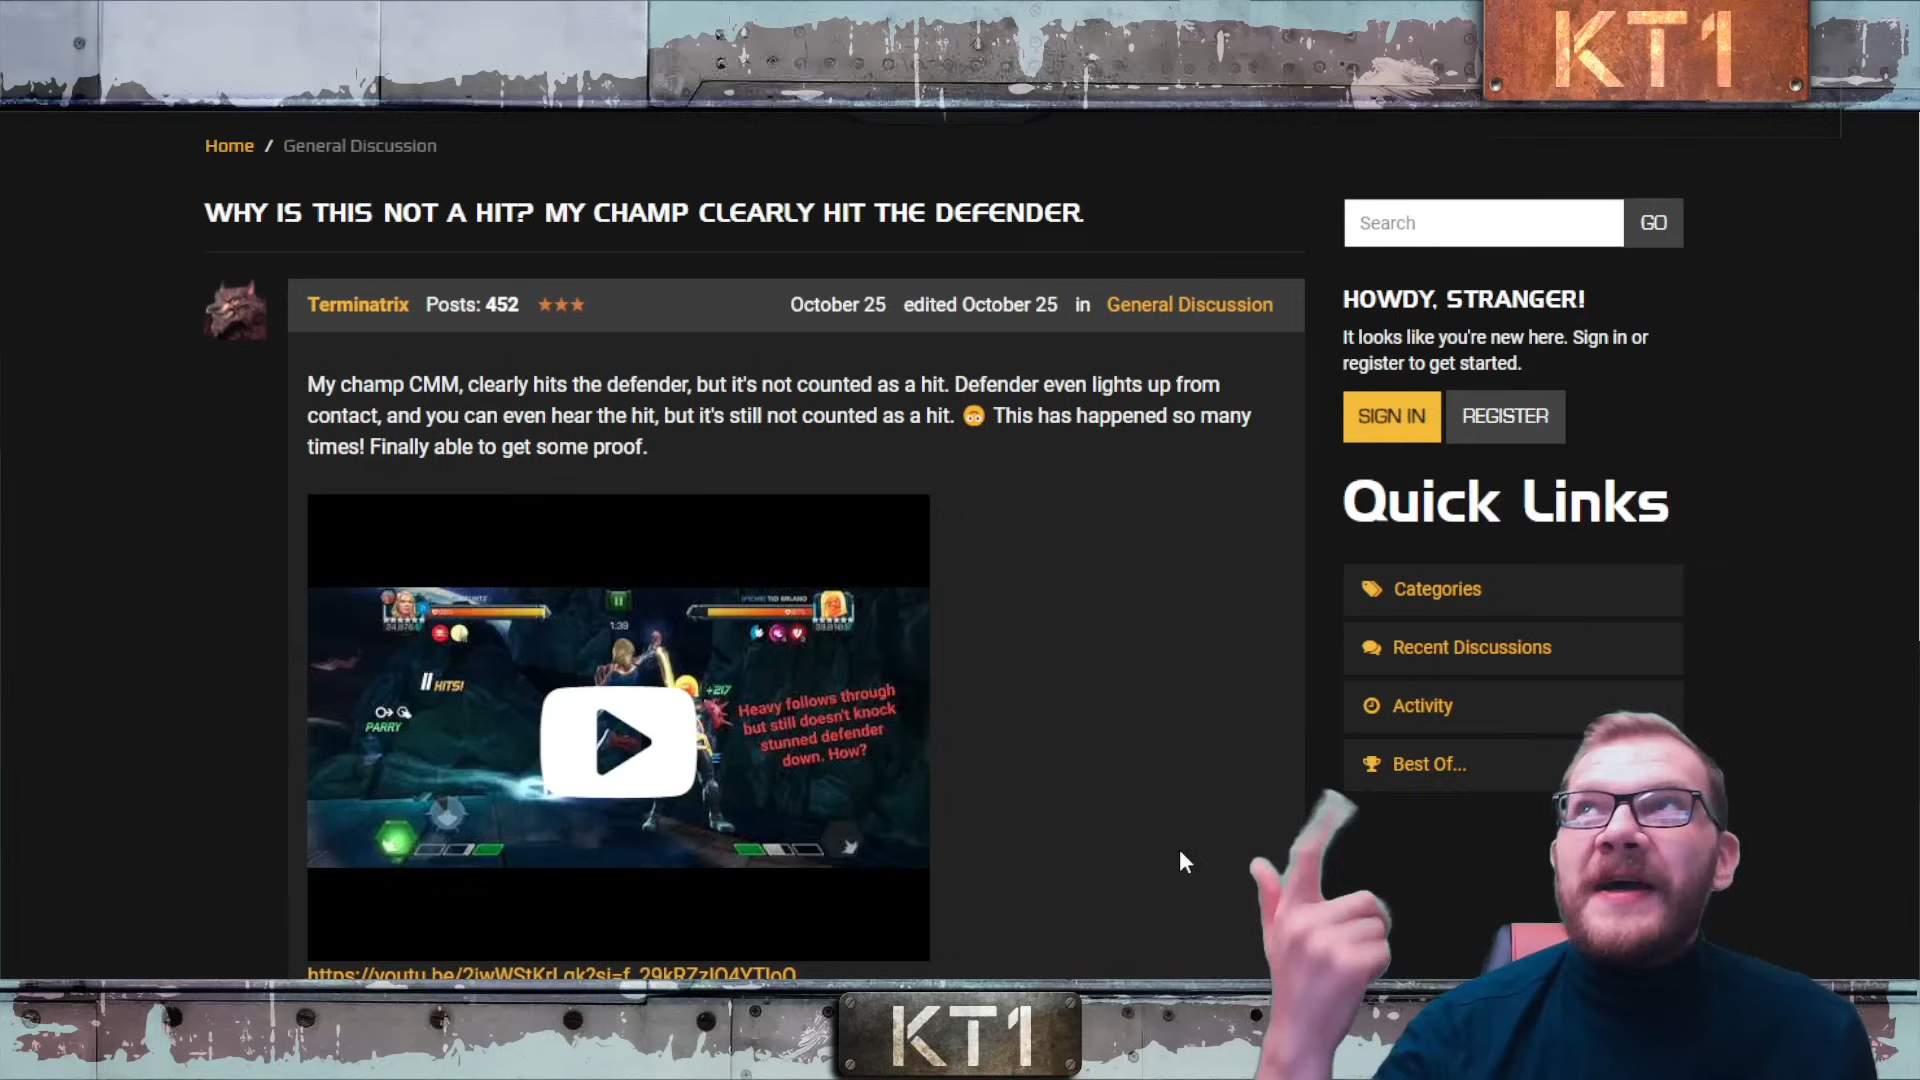 KT1
Home / General Discussion
WHY IS THIS NOT A HIT? MY CHAMP CLEARLY HIT THE DEFENDER
Search
GO
Terminatrix Posts: 452
October 25 edited October 25 in General Discussion
HOWDY, STRANGER!
It looks like you're new here. Sign in or
register to get started.
SIGN IN
REGISTER
My champ CMM, clearly hits the defender, but it's not counted as a hit. Defender even lights up from
contact, and you can even hear the hit, but it's still not counted as a hit. This has happened so many
times! Finally able to get some proof.
Quick Links
Categories
Recent Discussions
Activity
Best Of...
1:39
11 HITS!
PARRY
+217
Heavy follows through
but still doesn't knock
stunned defender
down. How?
KT1